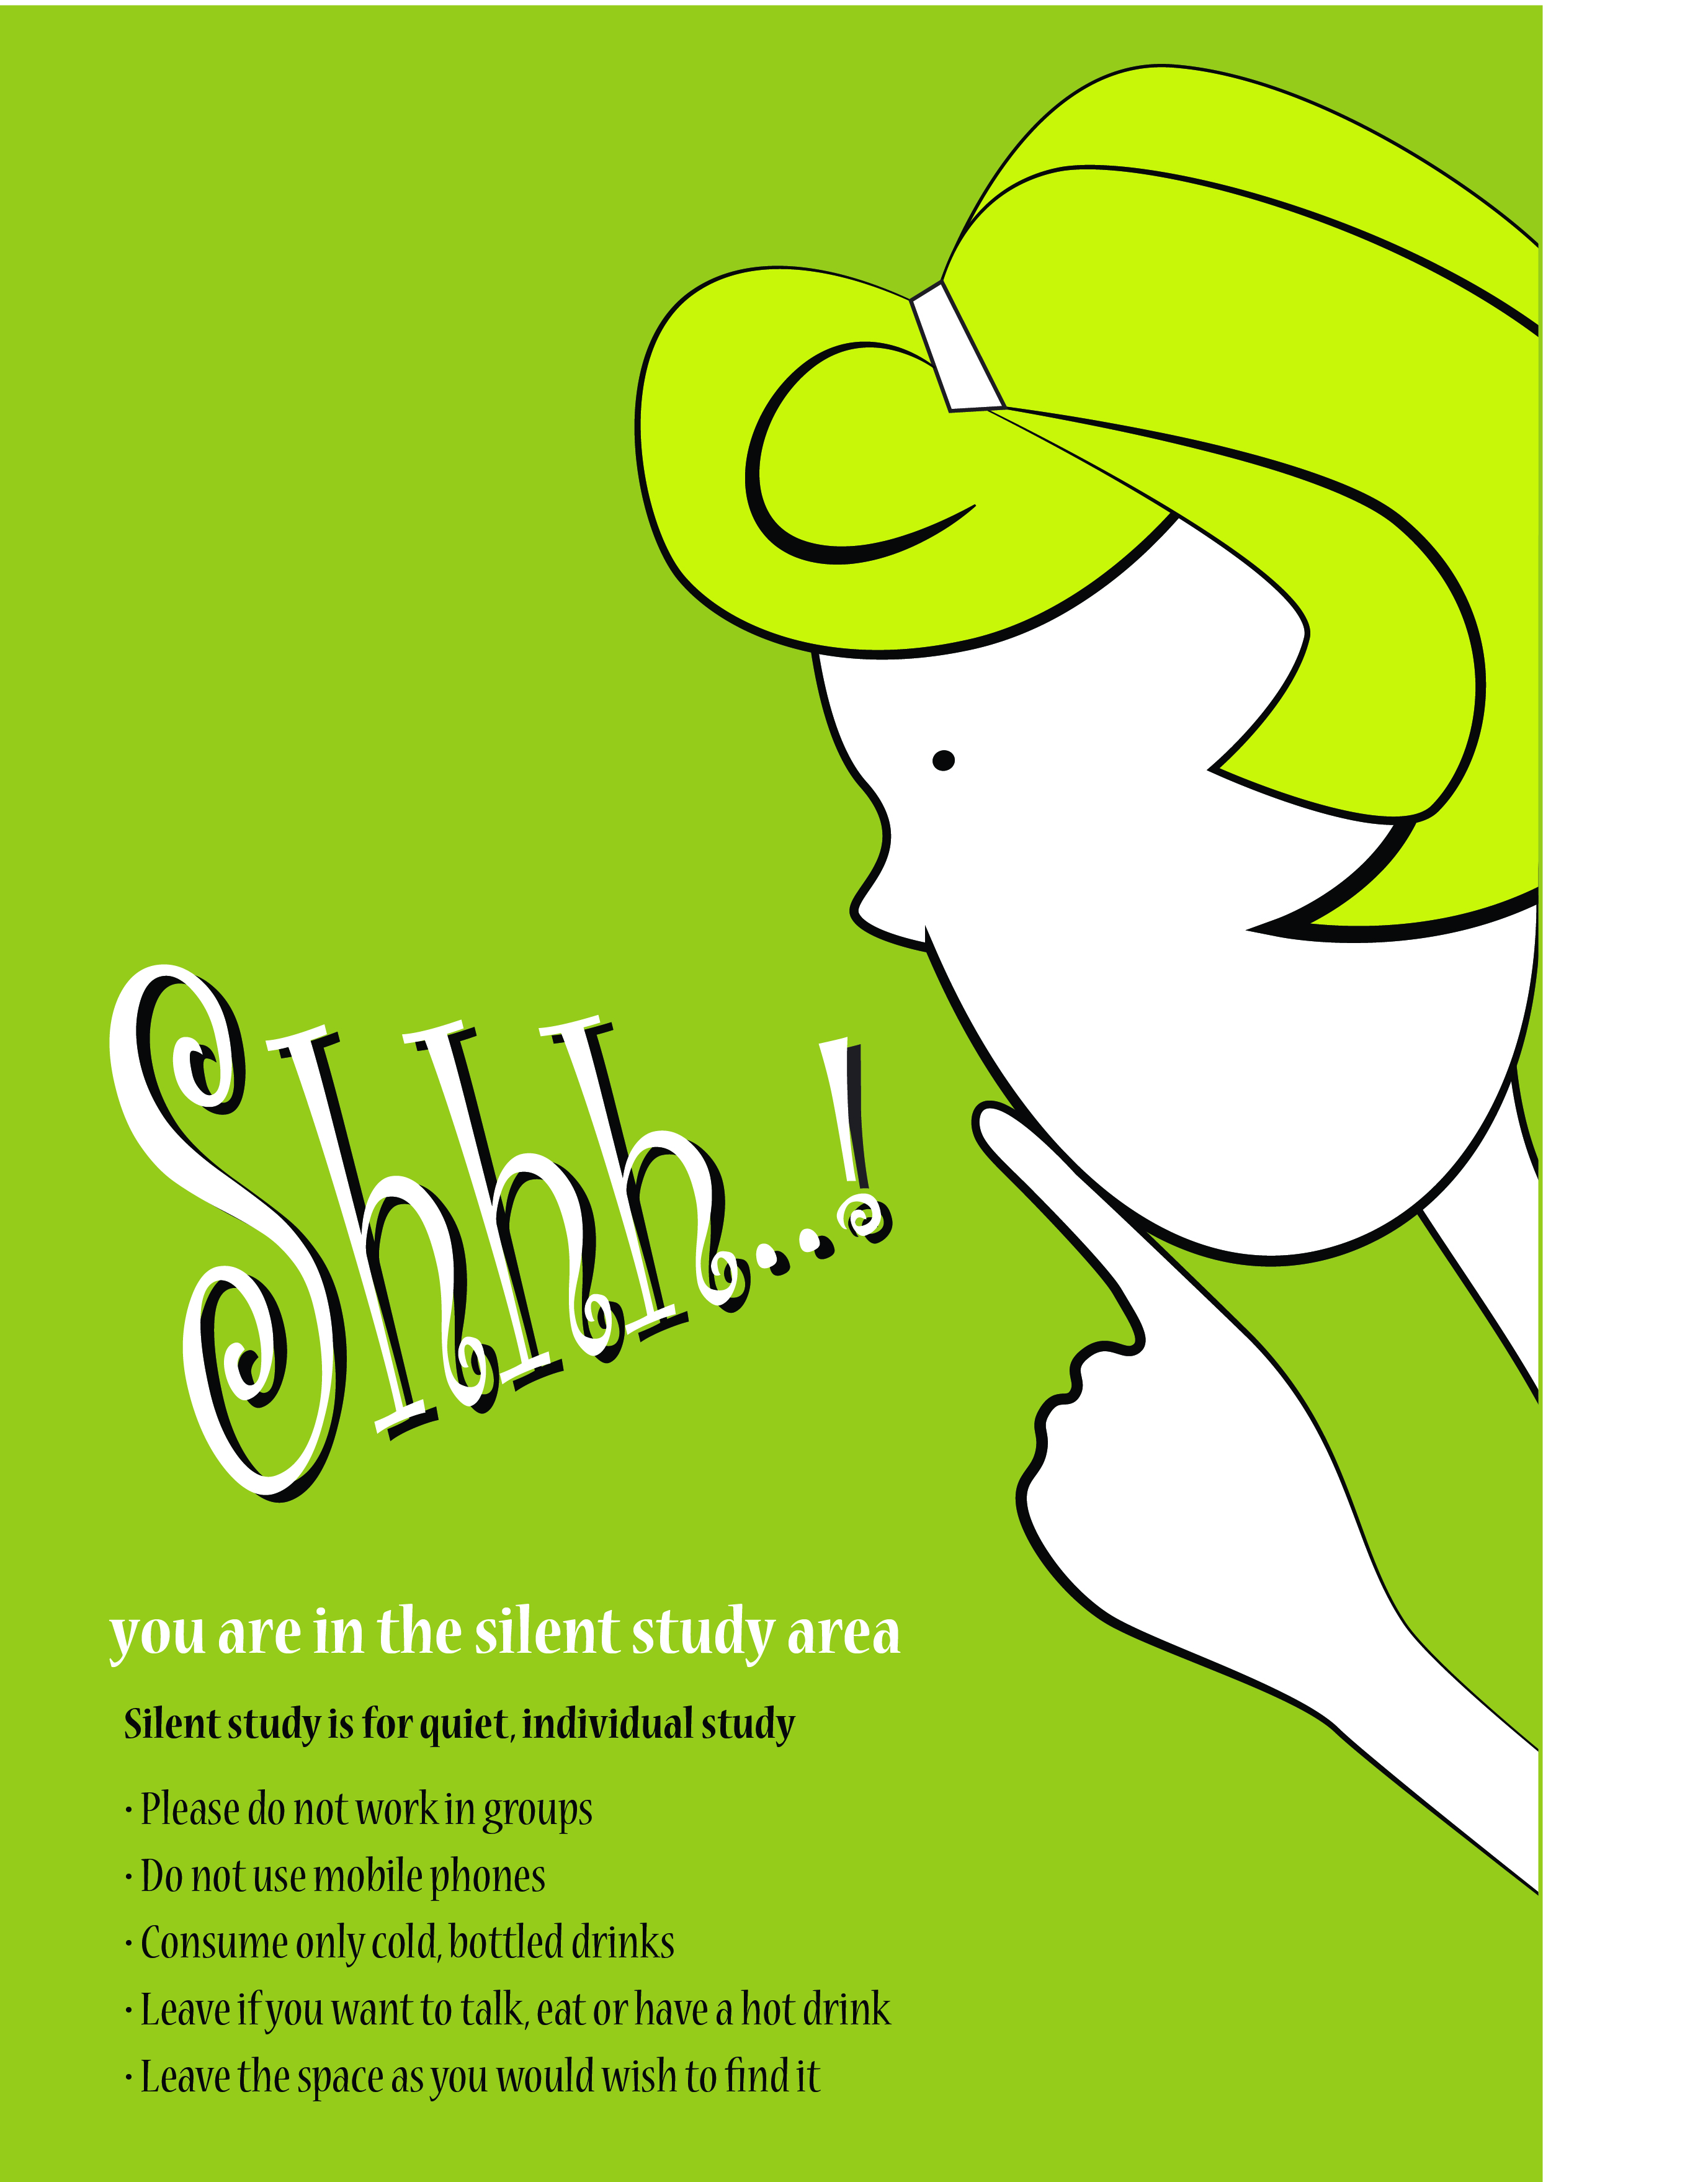 Shhh...!
you are in the silent study area
Silent study is for quiet, individual study
· Please do not work in groups
· Do not use mobile phones
· Consume only cold, bottled drinks
· Leave if you want to talk, eat or have a hot drink
· Leave the space as you would wish to find it